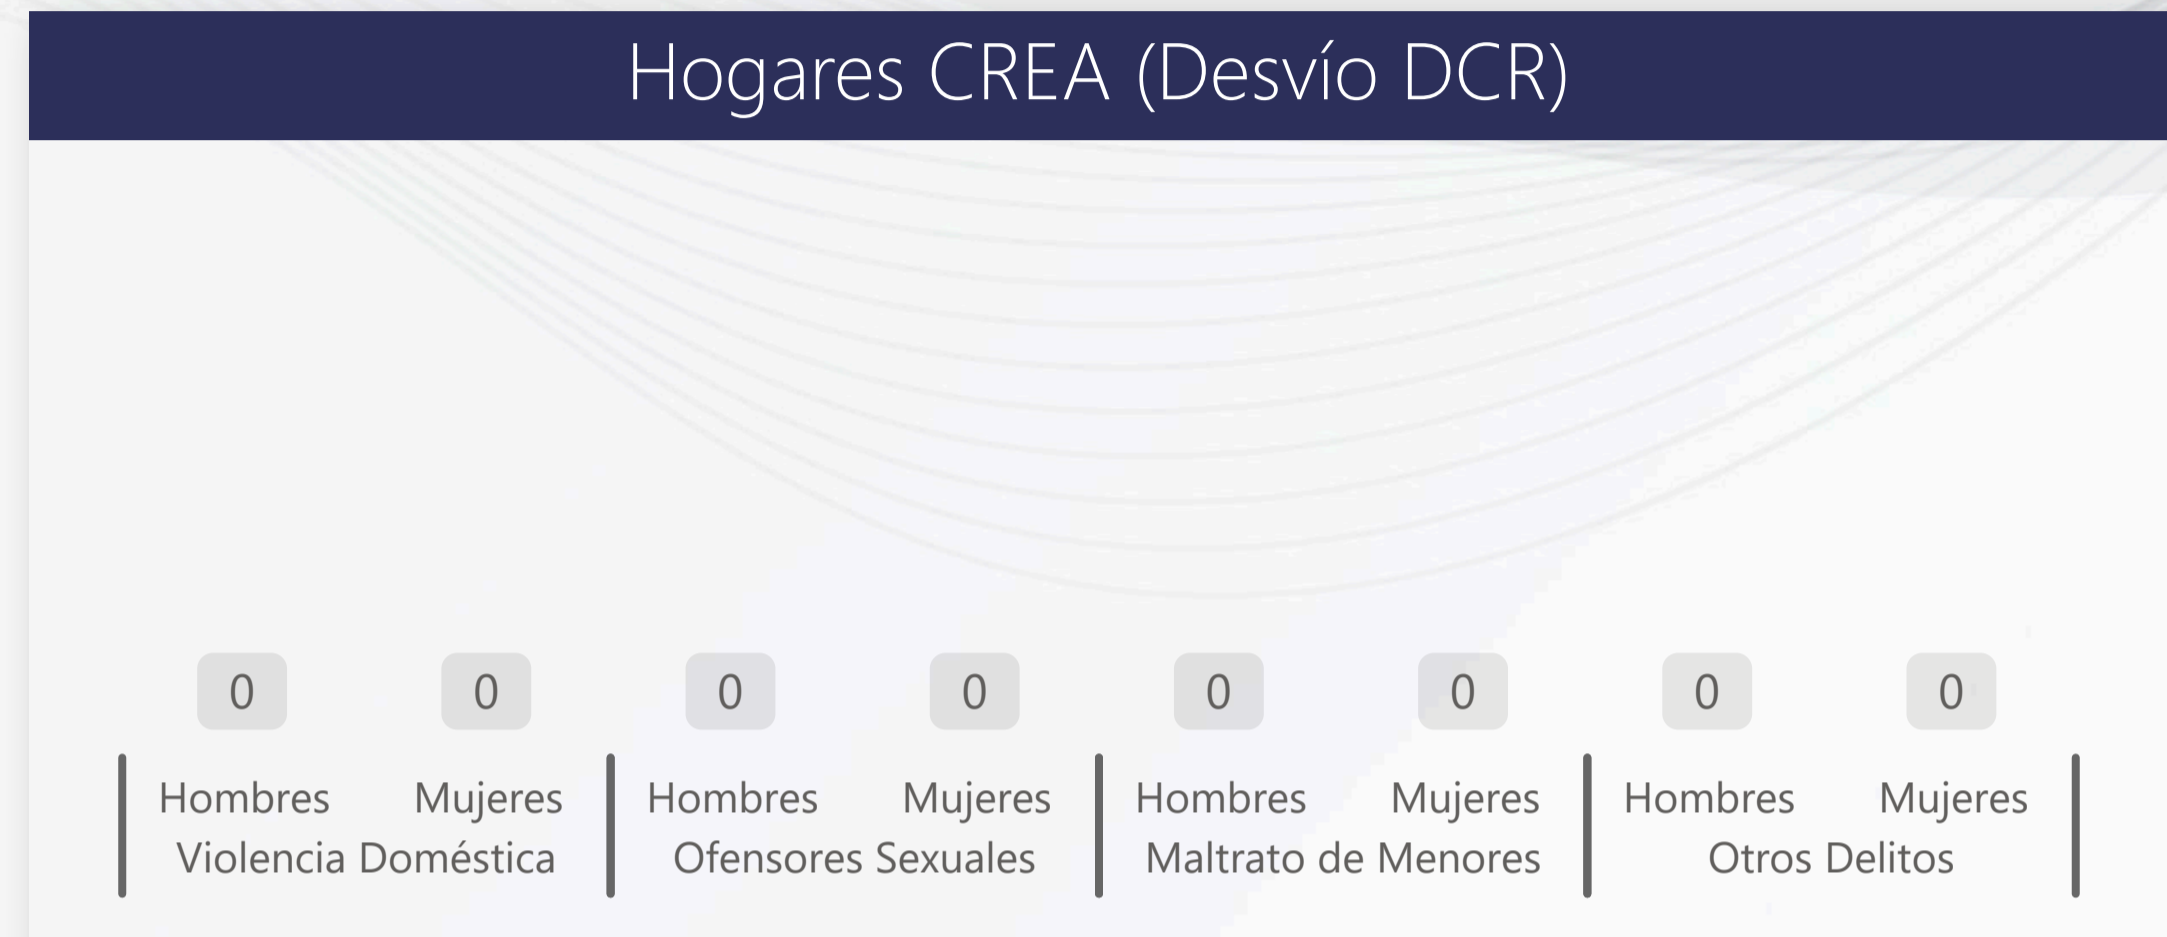 Hogares CREA (Desvío DCR)
0 0 0 0 0 0 0 0
Hombres Mujeres Hombres Mujeres Hombres Mujeres Hombres Mujeres
Violencia Doméstica Ofensores Sexuales Maltrato de Menores Otros Delitos